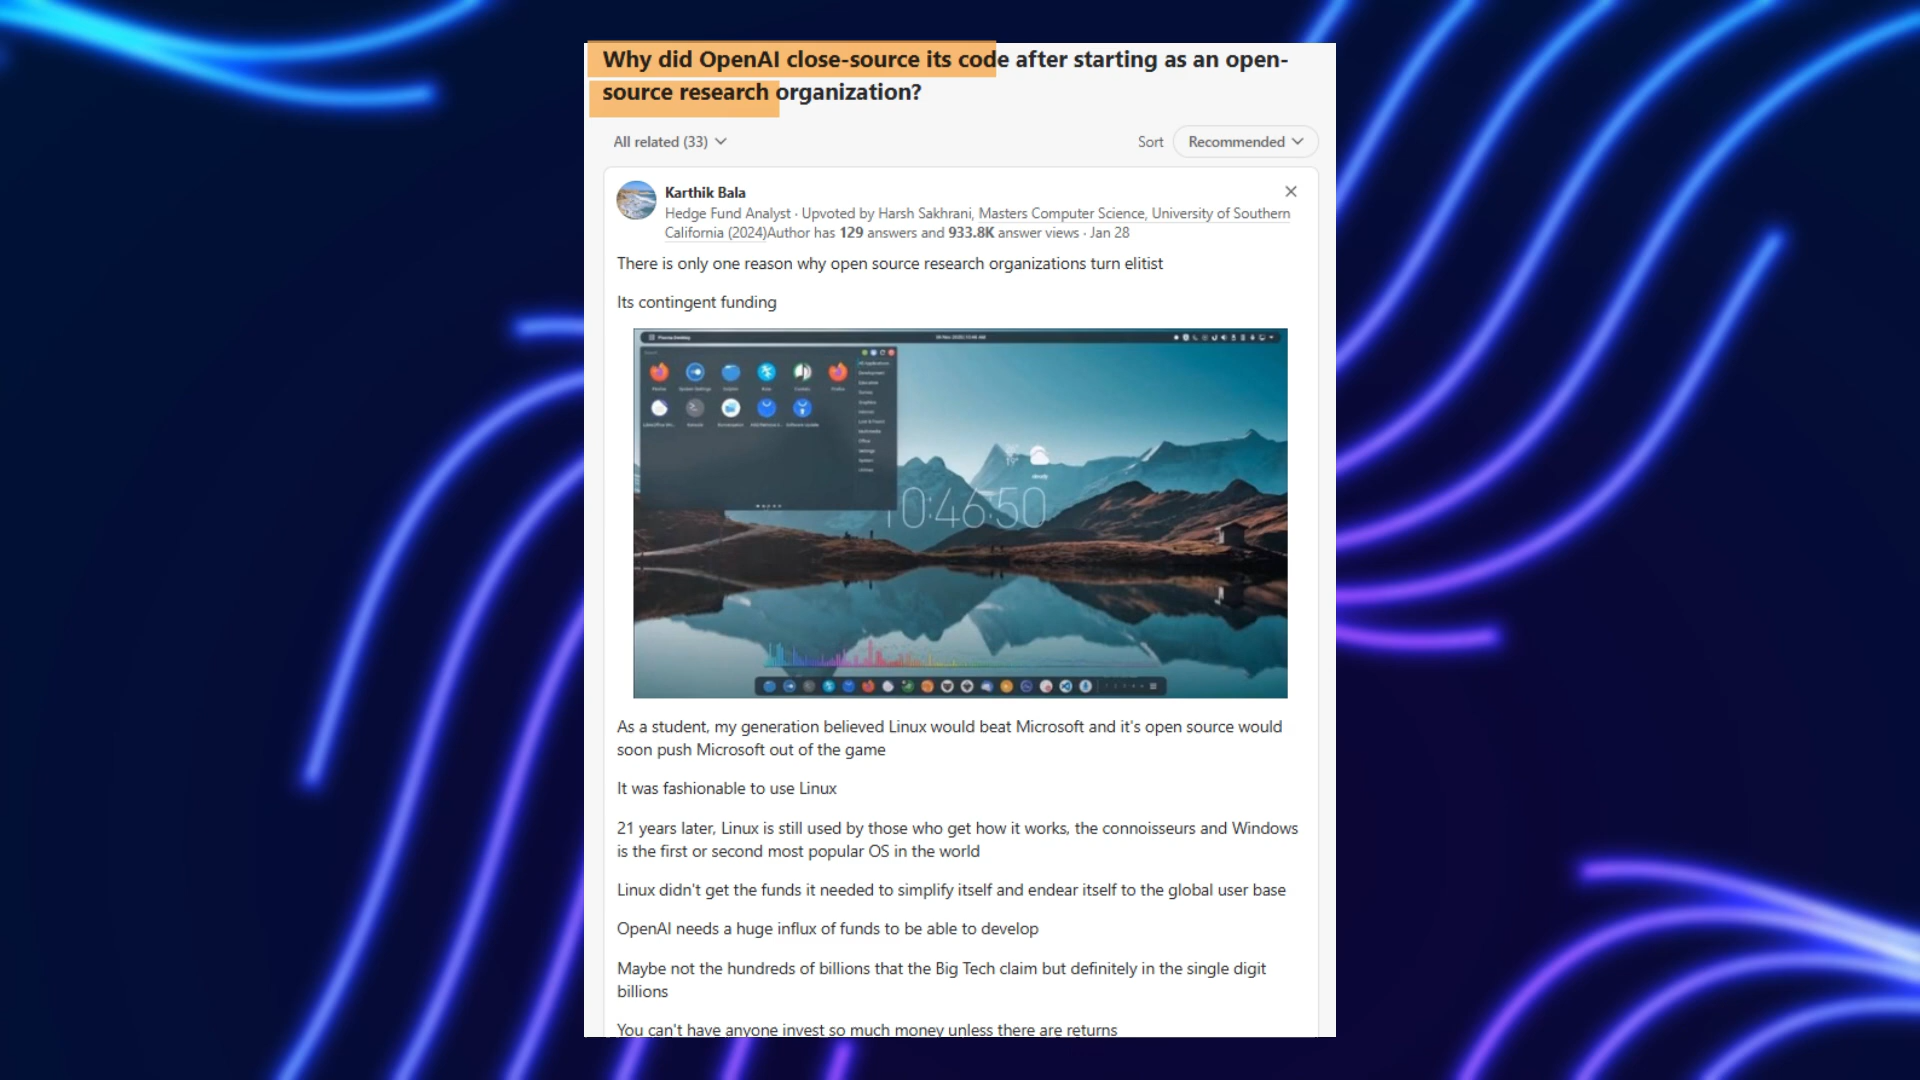 Why did OpenAI close-source its code after starting as an open-
source research organization?
All related (33)
Sort
Recommended
Karthik Bala
Hedge Fund Analyst · Upvoted by Harsh Sakhrani, Masters Computer Science, University of Southern
California (2024)Author has 129 answers and 933.8K answer views · Jan 28
There is only one reason why open source research organizations turn elitist
Its contingent funding
19°
cloudy
10:46:50
As a student, my generation believed Linux would beat Microsoft and it's open source would
soon push Microsoft out of the game
It was fashionable to use Linux
21 years later, Linux is still used by those who get how it works, the connoisseurs and Windows
is the first or second most popular OS in the world
Linux didn't get the funds it needed to simplify itself and endear itself to the global user base
OpenAI needs a huge influx of funds to be able to develop
Maybe not the hundreds of billions that the Big Tech claim but definitely in the single digit
billions
You can't have anyone invest so much money unless there are returns